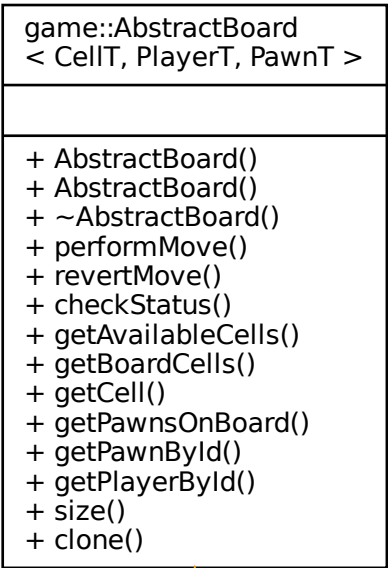 game::AbstractBoard
< CellT, PlayerT, PawnT >
+ AbstractBoard()
+ AbstractBoard()
+ ~AbstractBoard()
+ performMove()
+ revertMove()
+ checkStatus()
+ getAvailableCells()
+ getBoardCells()
+ getCell()
+ getPawnsOnBoard()
+ getPawnById()
+ getPlayerById()
+ size()
+ clone()